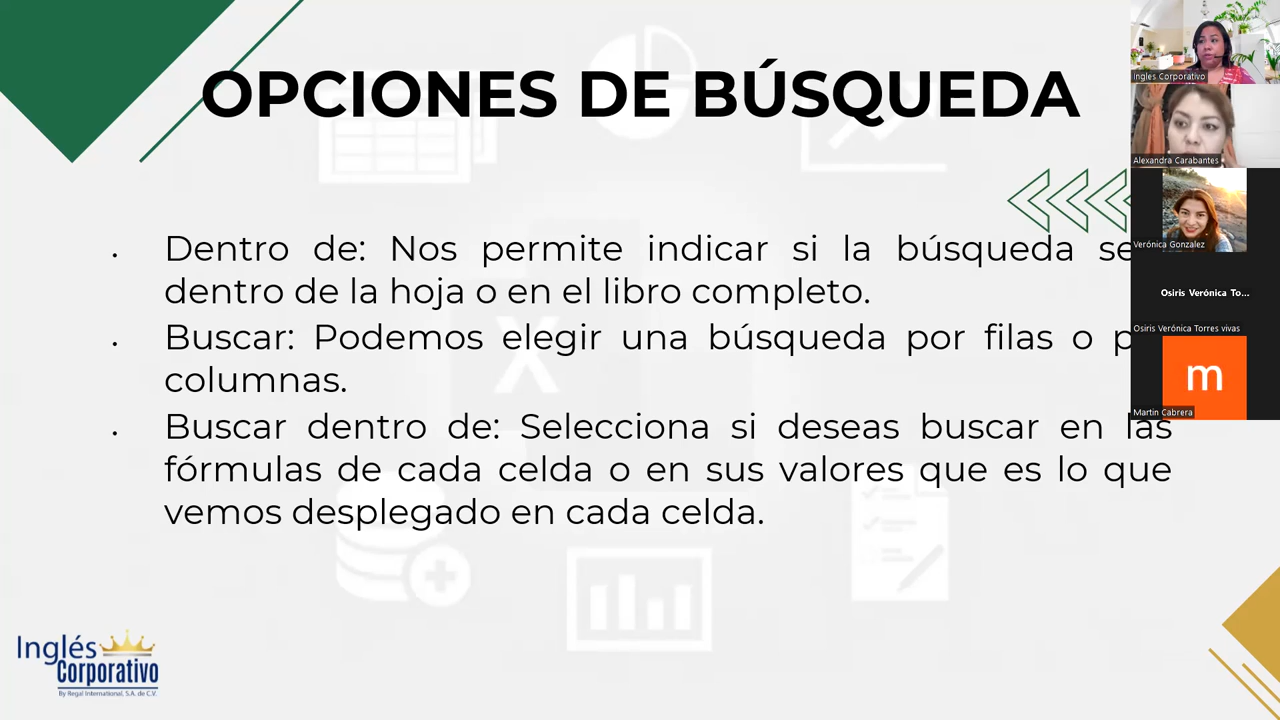 OPCIONES DE BÚSQUEDA
Dentro de: Nos permite indicar si la búsqueda
dentro de la hoja o en el libro completo.
Buscar: Podemos elegir una búsqueda por filas o
columnas.
Buscar dentro de: Selecciona si deseas buscar en las
fórmulas de cada celda o en sus valores que es lo que
vemos desplegado en cada celda.
Ingles Corporativo
Alexandra Carabantes
Verónica Gonzalez
Osiris Verónica To...
Osiris Verónica Torres vivas
m
Martin Cabrera
X
Inglés
Corporativo
By Regal International, S.A. de C.V.